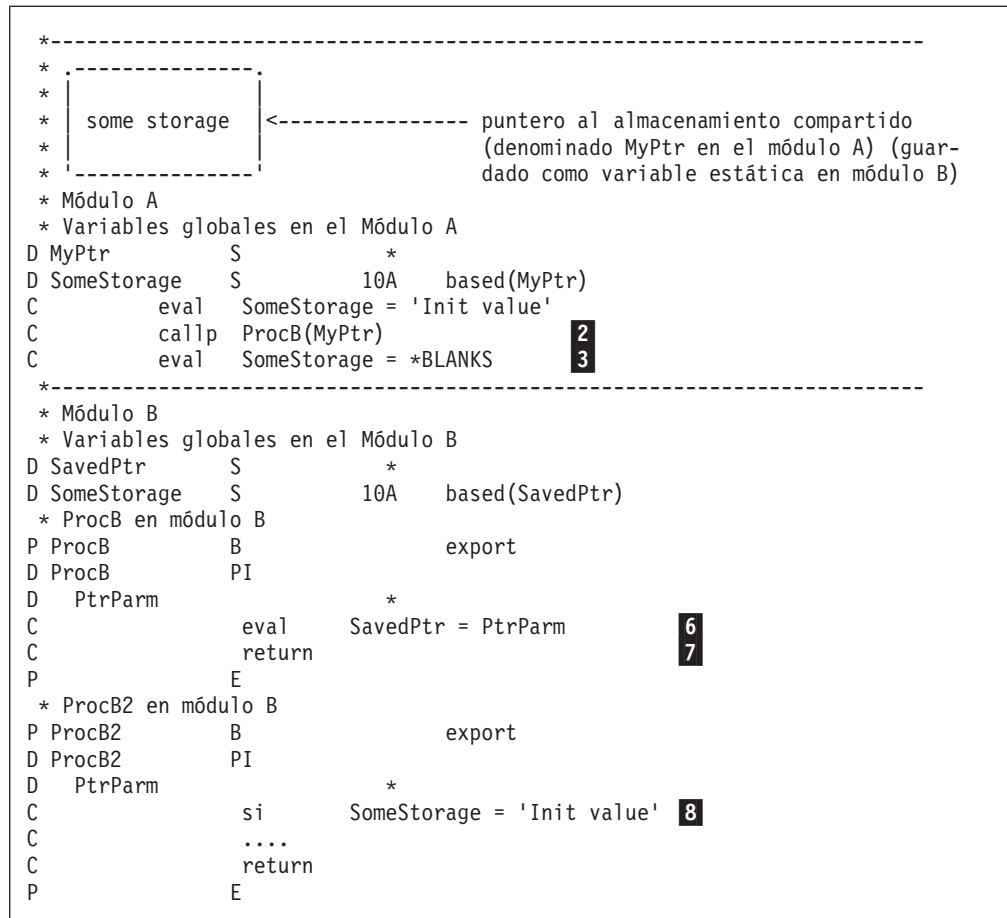 *-------------------------------------------------------------------------
* .---------------.
* |               |
* | some storage  |<---------------- puntero al almacenamiento compartido
* |               |                  (denominado MyPtr en el módulo A) (guar-
* '---------------'                  dado como variable estática en módulo B)
* Módulo A
* Variables globales en el Módulo A
D MyPtr           S            *
D SomeStorage     S          10A    based(MyPtr)
C          eval   SomeStorage = 'Init value'
C          callp  ProcB(MyPtr)                2
C          eval   SomeStorage = *BLANKS       3
*-------------------------------------------------------------------------
* Módulo B
* Variables globales en el Módulo B
D SavedPtr        S            *
D SomeStorage     S          10A    based(SavedPtr)
* ProcB en módulo B
P ProcB           B                 export
D ProcB           PI
D   PtrParm                    *
C                 eval     SavedPtr = PtrParm          6
C                 return                               7
P                E
* ProcB2 en módulo B
P ProcB2          B                 export
D ProcB2          PI
D   PtrParm                    *
C                 si       SomeStorage = 'Init value'  8
C                 ....
C                 return
P                E